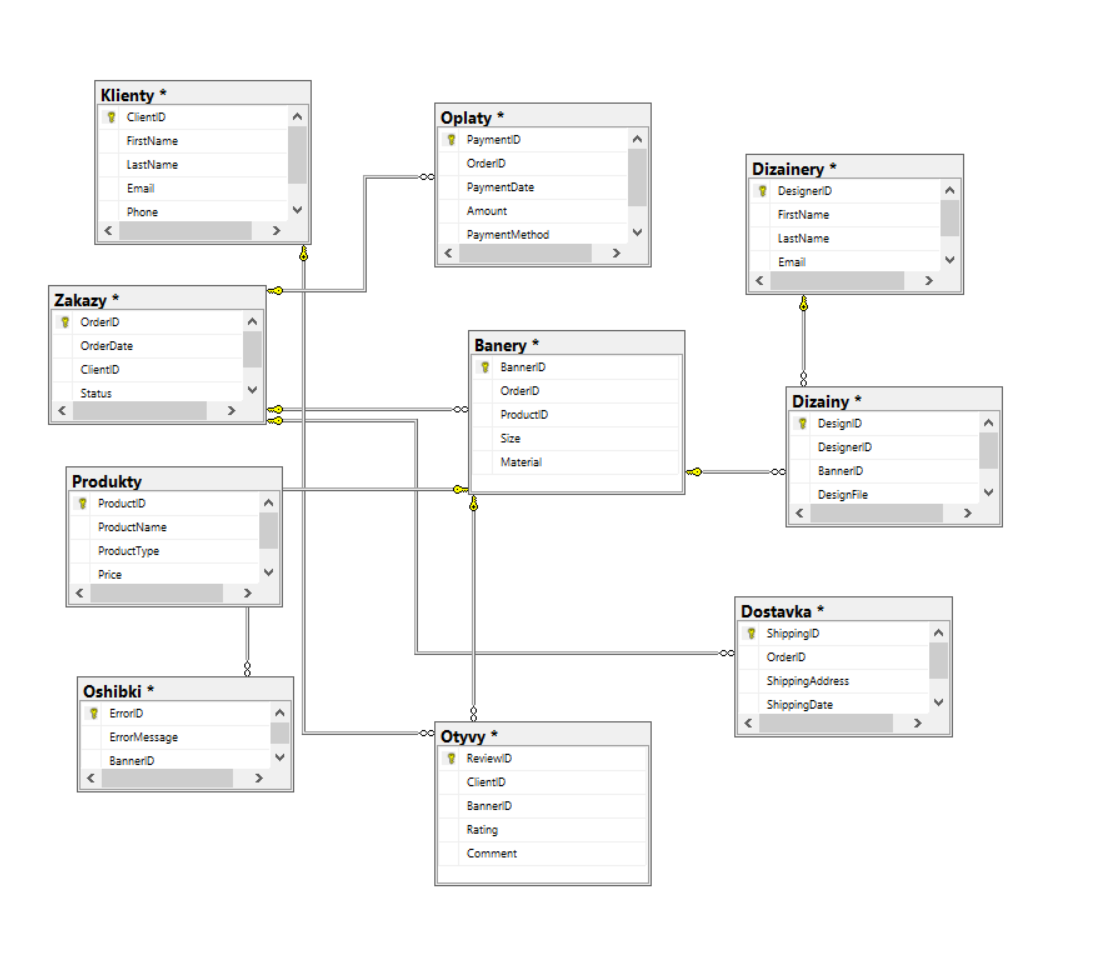 Klienty *
ClientID
FirstName
LastName
Email
Phone
Oplaty *
PaymentID
OrderID
PaymentDate
Amount
PaymentMethod
Dizainery *
DesignerID
FirstName
LastName
Email
Zakazy *
OrderID
OrderDate
ClientID
Status
Banery *
BannerID
OrderID
ProductID
Size
Material
Dizainy *
DesignID
DesignerID
BannerID
DesignFile
Produkty
ProductID
ProductName
ProductType
Price
Dostavka *
ShippingID
OrderID
ShippingAddress
ShippingDate
Oshibki *
ErrorID
ErrorMessage
BannerID
Otyvy *
ReviewID
ClientID
BannerID
Rating
Comment